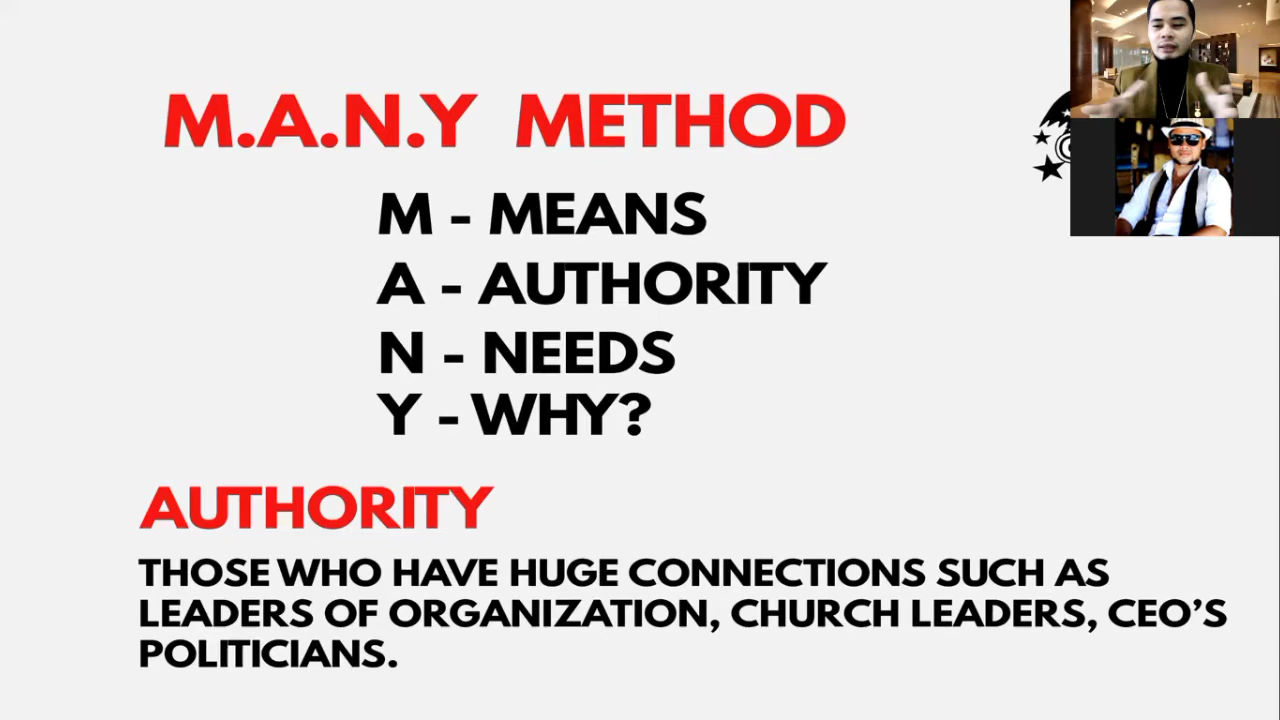 M.A.N.Y METHOD
M - MEANS
A - AUTHORITY
N - NEEDS
Y - WHY?
AUTHORITY
THOSE WHO HAVE HUGE CONNECTIONS SUCH AS
LEADERS OF ORGANIZATION, CHURCH LEADERS, CEO'S
POLITICIANS.